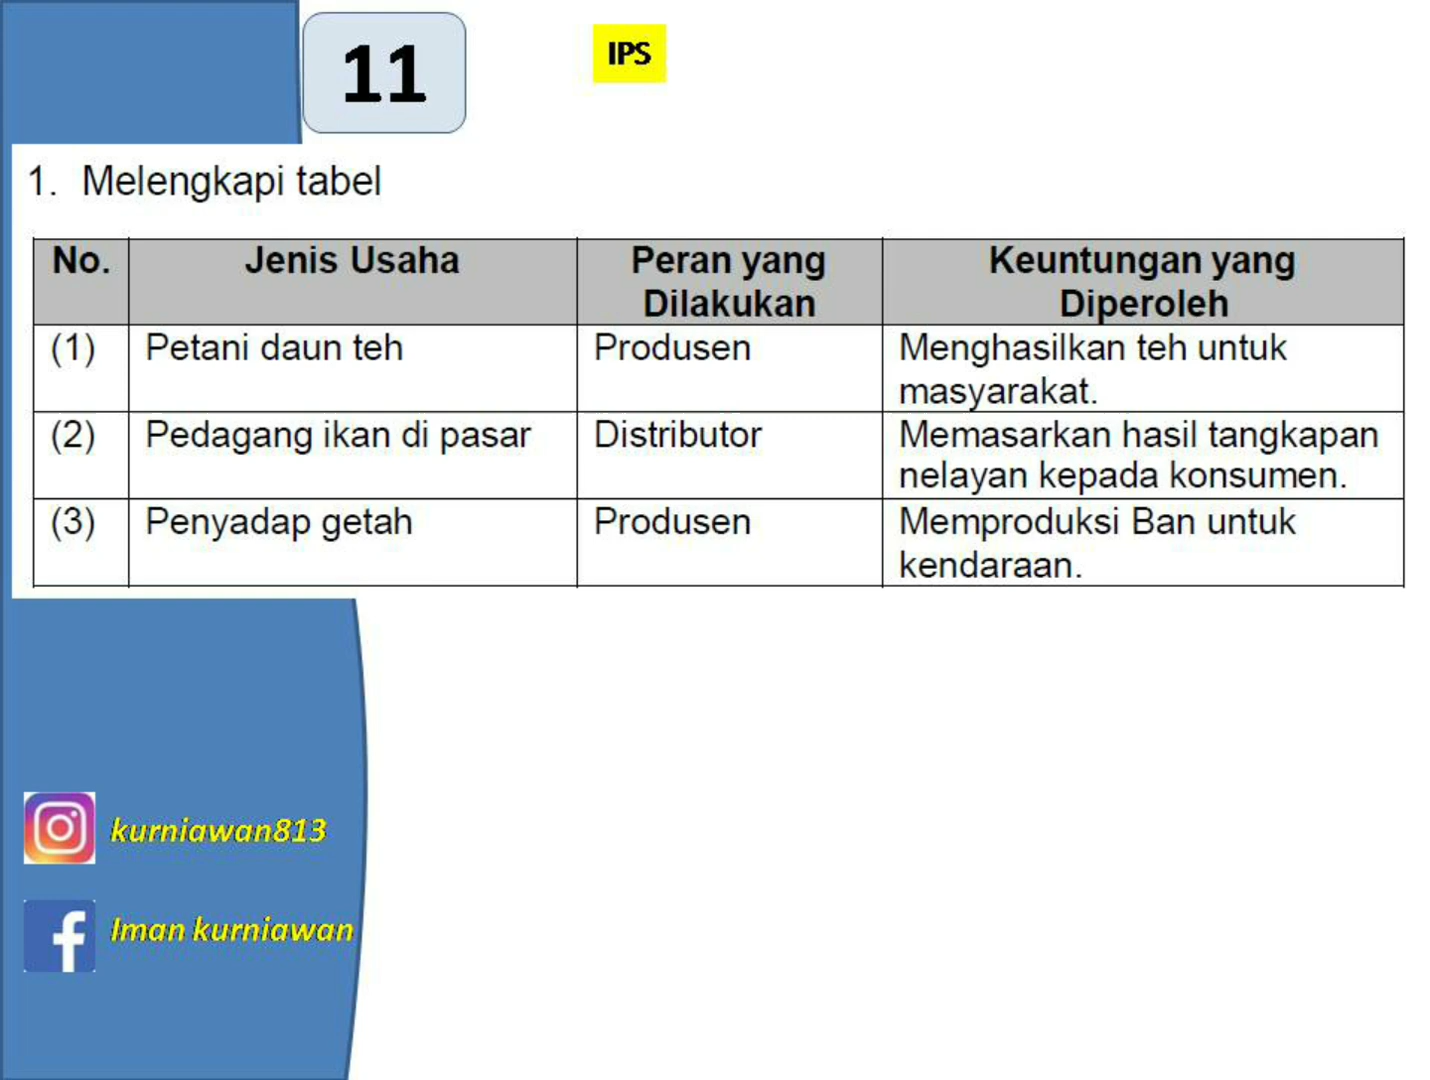 11
IPS
1. Melengkapi tabel
No. Jenis Usaha Peran yang Dilakukan Keuntungan yang Diperoleh
(1) Petani daun teh Produsen Menghasilkan teh untuk
masyarakat.
(2) Pedagang ikan di pasar Distributor Memasarkan hasil tangkapan
nelayan kepada konsumen.
(3) Penyadap getah Produsen Memproduksi Ban untuk
kendaraan.
kurniawan813
Iman kurniawan